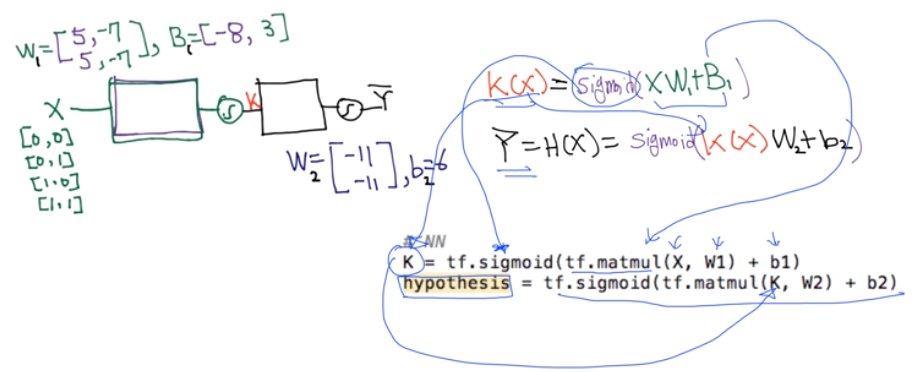 W₁=[5,-7
5,-7], B₁=[-8, 3]
X
K
Ȳ
[0,0]
[0,1]
[1,0]
[1,1]
W₂=[-11
-11], b₂=6
K(X)=sigmoid(XW₁+B₁)
Ȳ=H(X)=sigmoid(K(X)W₂+b₂)
NN
K = tf.sigmoid(tf.matmul(X, W1) + b1)
hypothesis = tf.sigmoid(tf.matmul(K, W2) + b2)